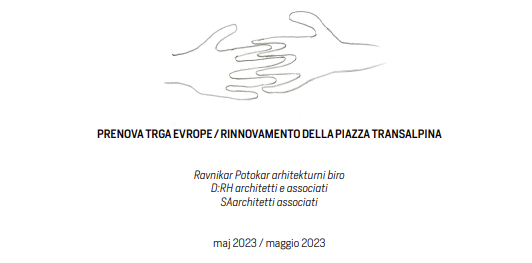 PRENOVA TRGA EVROPE / RINNOVAMENTO DELLA PIAZZA TRANSALPINA
Ravnikar Potokar arhitekturni biro
D:RH architetti e associati
SAarchitetti associati
maj 2023 / maggio 2023